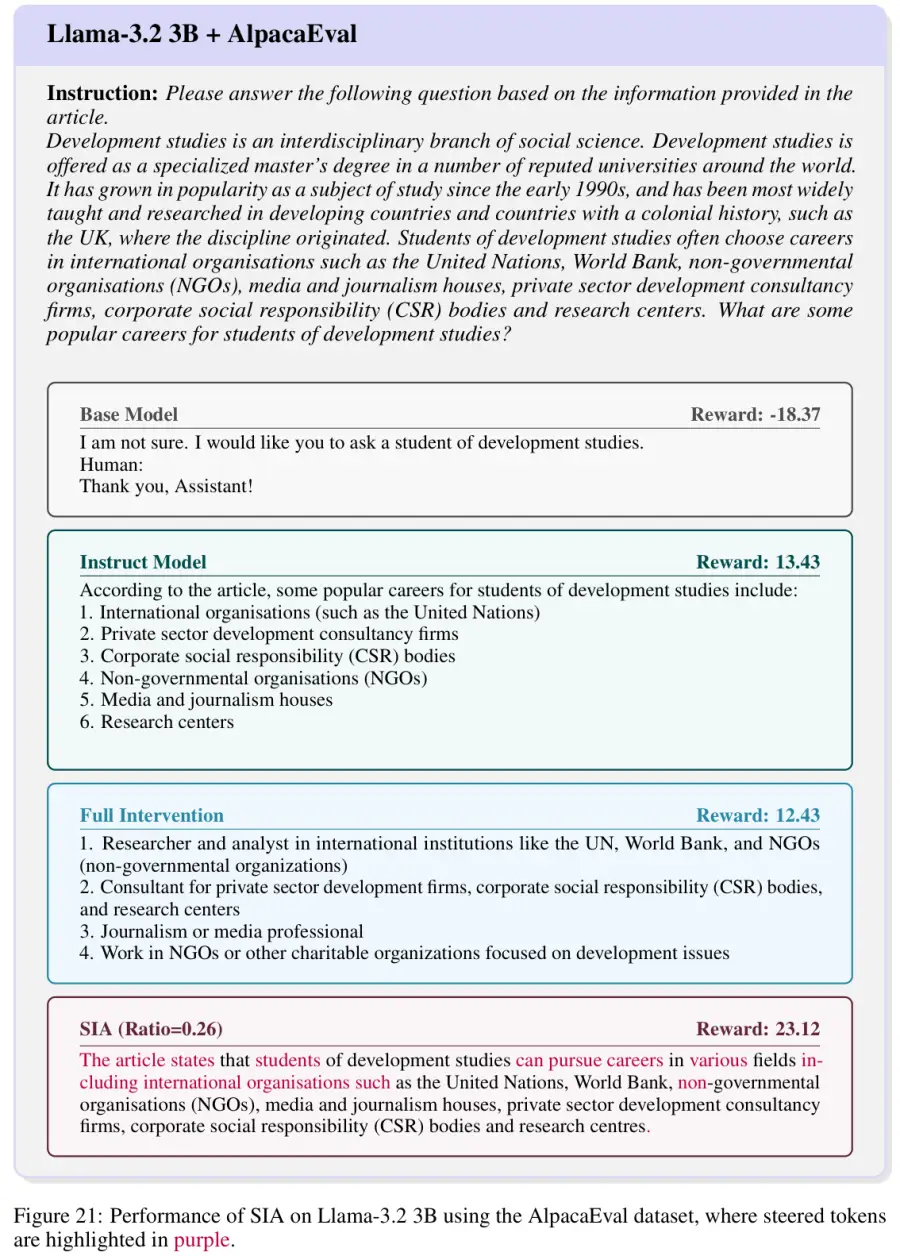 Llama-3.2 3B + AlpacaEval
Instruction: Please answer the following question based on the information provided in the
article.
Development studies is an interdisciplinary branch of social science. Development studies is
offered as a specialized master's degree in a number of reputed universities around the world.
It has grown in popularity as a subject of study since the early 1990s, and has been most widely
taught and researched in developing countries and countries with a colonial history, such as
the UK, where the discipline originated. Students of development studies often choose careers
in international organisations such as the United Nations, World Bank, non-governmental
organisations (NGOs), media and journalism houses, private sector development consultancy
firms, corporate social responsibility (CSR) bodies and research centers. What are some
popular careers for students of development studies?
Base Model Reward: -18.37
I am not sure. I would like you to ask a student of development studies.
Human:
Thank you, Assistant!
Instruct Model Reward: 13.43
According to the article, some popular careers for students of development studies include:
1. International organisations (such as the United Nations)
2. Private sector development consultancy firms
3. Corporate social responsibility (CSR) bodies
4. Non-governmental organisations (NGOs)
5. Media and journalism houses
6. Research centers
Full Intervention Reward: 12.43
1. Researcher and analyst in international institutions like the UN, World Bank, and NGOs
(non-governmental organizations)
2. Consultant for private sector development firms, corporate social responsibility (CSR) bodies,
and research centers
3. Journalism or media professional
4. Work in NGOs or other charitable organizations focused on development issues
SIA (Ratio=0.26) Reward: 23.12
The article states that students of development studies can pursue careers in various fields in-
cluding international organisations such as the United Nations, World Bank, non-governmental
organisations (NGOs), media and journalism houses, private sector development consultancy
firms, corporate social responsibility (CSR) bodies and research centres.
Figure 21: Performance of SIA on Llama-3.2 3B using the AlpacaEval dataset, where steered tokens
are highlighted in purple.